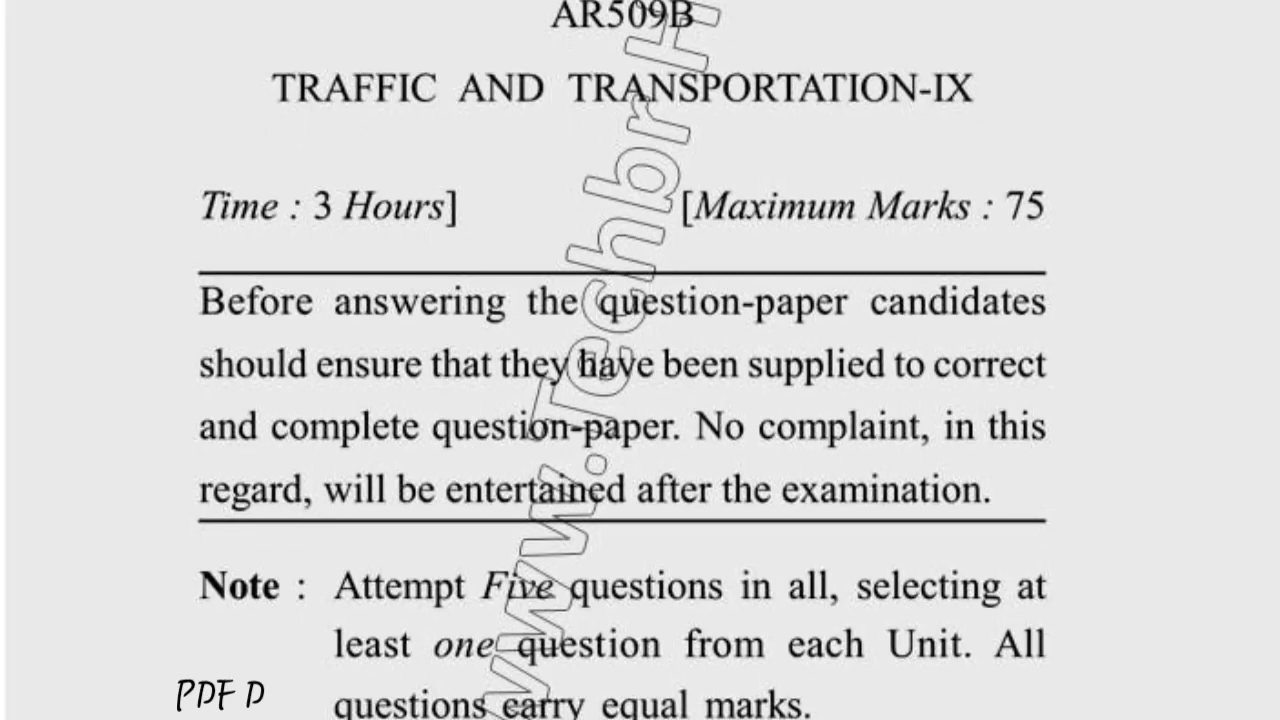 AR509B
TRAFFIC AND TRANSPORTATION-IX
Time : 3 Hours] [Maximum Marks : 75
Before answering the question-paper candidates
should ensure that they have been supplied to correct
and complete question-paper. No complaint, in this
regard, will be entertained after the examination.
Note : Attempt Five questions in all, selecting at
least one question from each Unit. All
questions carry equal marks.
PDF D
www.Techbr H